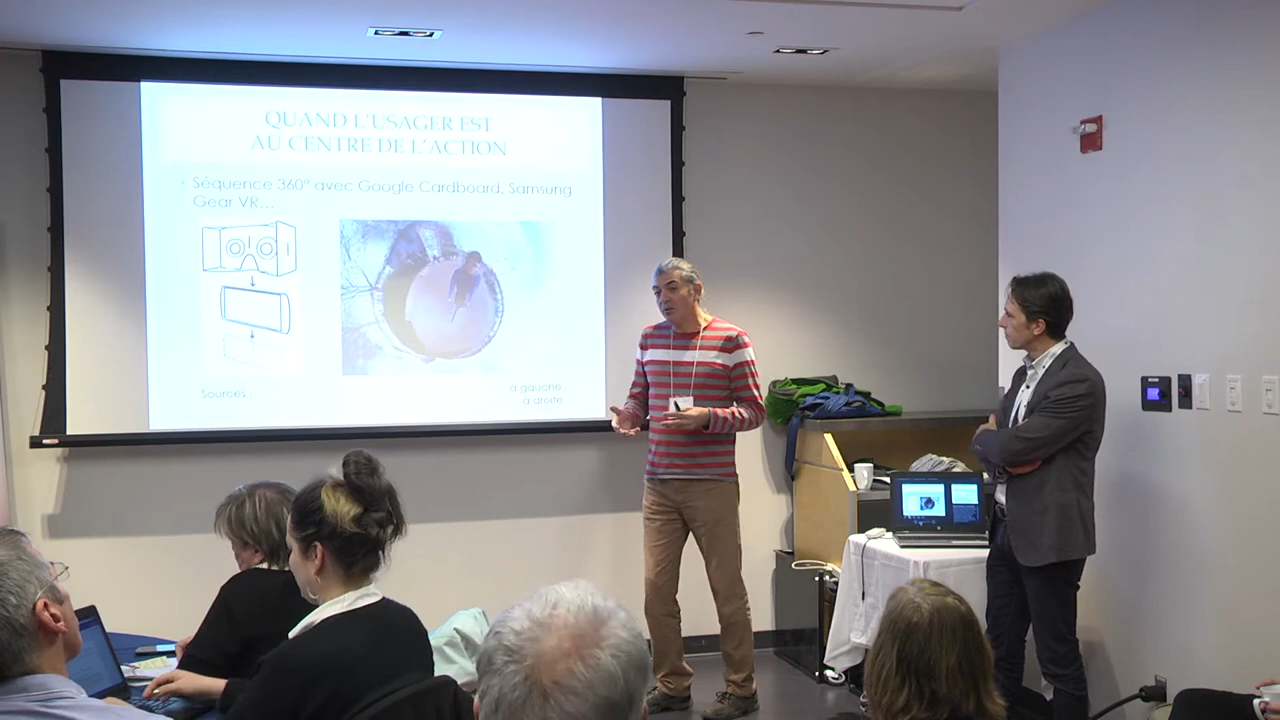 QUAND L'USAGER EST
AU CENTRE DE L'ACTION
• Séquence 360° avec Google Cardboard, Samsung
Gear VR...
Sources :
à gauche
à droite